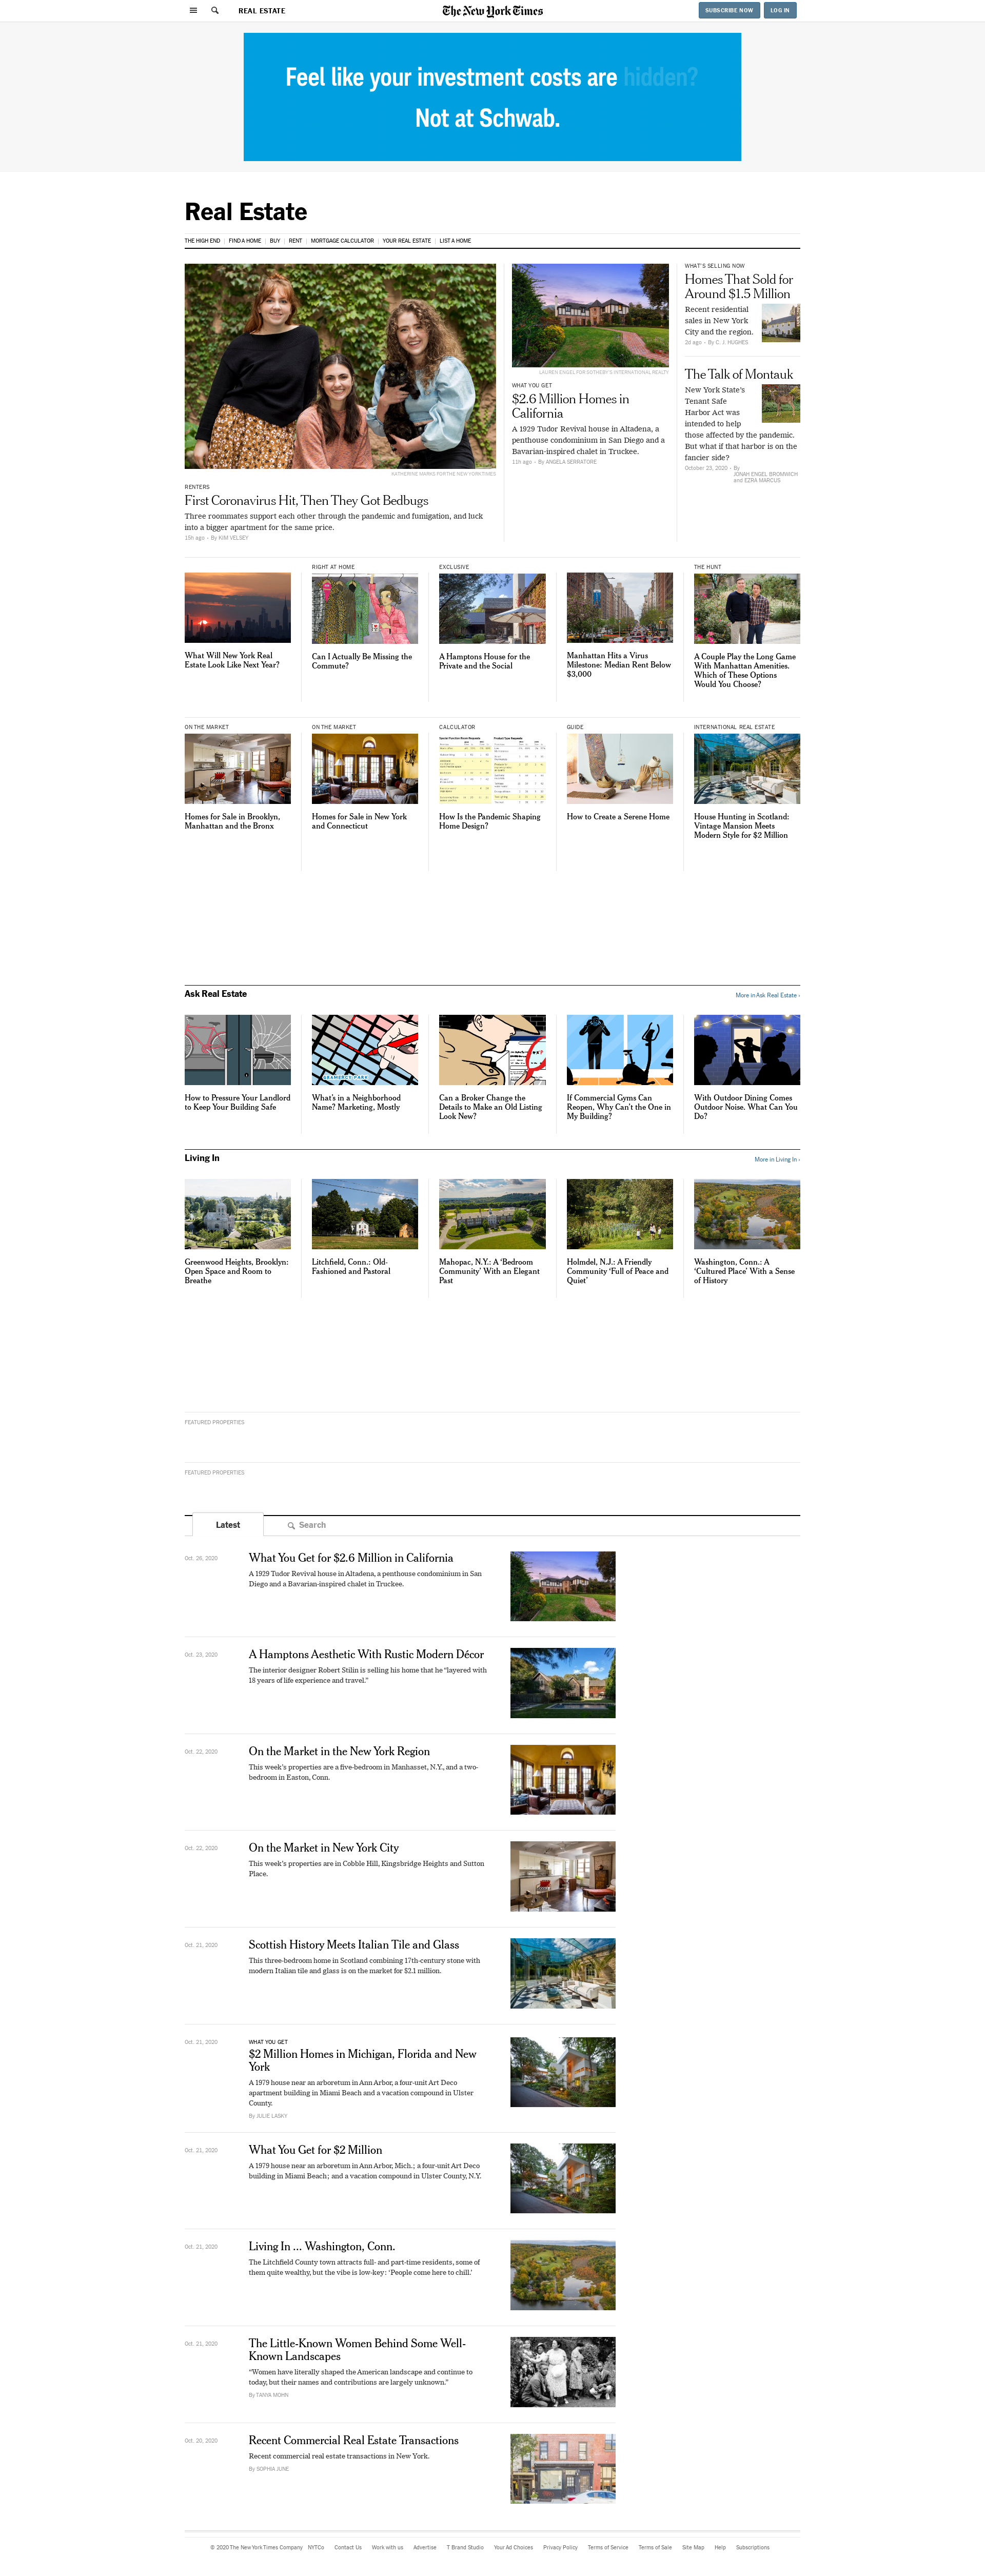 REAL ESTATE
The New York Times
SUBSCRIBE NOW
LOG IN
Feel like your investment costs are hidden?
Not at Schwab.
Real Estate
THE HIGH END | FIND A HOME | BUY | RENT | MORTGAGE CALCULATOR | YOUR REAL ESTATE | LIST A HOME
KATHERINE MARKS FOR THE NEW YORK TIMES
RENTERS
First Coronavirus Hit, Then They Got Bedbugs
Three roommates support each other through the pandemic and fumigation, and luck
into a bigger apartment for the same price.
15h ago - By KIM VELSEY
LAUREN ENGEL FOR SOTHEBY'S INTERNATIONAL REALTY
WHAT YOU GET
$2.6 Million Homes in
California
A 1929 Tudor Revival house in Altadena, a
penthouse condominium in San Diego and a
Bavarian-inspired chalet in Truckee.
11h ago - By ANGELA SERRATORE
WHAT'S SELLING NOW
Homes That Sold for
Around $1.5 Million
Recent residential
sales in New York
City and the region.
2d ago - By C. J. HUGHES
The Talk of Montauk
New York State's
Tenant Safe
Harbor Act was
intended to help
those affected by the pandemic.
But what if that harbor is on the
fancier side?
October 23, 2020 - By
JONAH ENGEL BROMWICH
and EZRA MARCUS
What Will New York Real
Estate Look Like Next Year?
RIGHT AT HOME
Can I Actually Be Missing the
Commute?
EXCLUSIVE
A Hamptons House for the
Private and the Social
Manhattan Hits a Virus
Milestone: Median Rent Below
$3,000
THE HUNT
A Couple Play the Long Game
With Manhattan Amenities.
Which of These Options
Would You Choose?
ON THE MARKET
Homes for Sale in Brooklyn,
Manhattan and the Bronx
ON THE MARKET
Homes for Sale in New York
and Connecticut
CALCULATOR
How Is the Pandemic Shaping
Home Design?
GUIDE
How to Create a Serene Home
INTERNATIONAL REAL ESTATE
House Hunting in Scotland:
Vintage Mansion Meets
Modern Style for $2 Million
Ask Real Estate
More in Ask Real Estate ›
GRAMERCY PARK
How to Pressure Your Landlord
to Keep Your Building Safe
What's in a Neighborhood
Name? Marketing, Mostly
Can a Broker Change the
Details to Make an Old Listing
Look New?
If Commercial Gyms Can
Reopen, Why Can't the One in
My Building?
With Outdoor Dining Comes
Outdoor Noise. What Can You
Do?
Living In
More in Living In ›
Greenwood Heights, Brooklyn:
Open Space and Room to
Breathe
Litchfield, Conn.: Old-
Fashioned and Pastoral
Mahopac, N.Y.: A ‘Bedroom
Community’ With an Elegant
Past
Holmdel, N.J.: A Friendly
Community ‘Full of Peace and
Quiet’
Washington, Conn.: A
‘Cultured Place’ With a Sense
of History
FEATURED PROPERTIES
FEATURED PROPERTIES
Latest
Search
Oct. 26, 2020
What You Get for $2.6 Million in California
A 1929 Tudor Revival house in Altadena, a penthouse condominium in San
Diego and a Bavarian-inspired chalet in Truckee.
Oct. 23, 2020
A Hamptons Aesthetic With Rustic Modern Décor
The interior designer Robert Stilin is selling his home that he “layered with
18 years of life experience and travel.”
Oct. 22, 2020
On the Market in the New York Region
This week's properties are a five-bedroom in Manhasset, N.Y., and a two-
bedroom in Easton, Conn.
Oct. 22, 2020
On the Market in New York City
This week's properties are in Cobble Hill, Kingsbridge Heights and Sutton
Place.
Oct. 21, 2020
Scottish History Meets Italian Tile and Glass
This three-bedroom home in Scotland combining 17th-century stone with
modern Italian tile and glass is on the market for $2.1 million.
Oct. 21, 2020
WHAT YOU GET
$2 Million Homes in Michigan, Florida and New
York
A 1979 house near an arboretum in Ann Arbor, a four-unit Art Deco
apartment building in Miami Beach and a vacation compound in Ulster
County.
By JULIE LASKY
Oct. 21, 2020
What You Get for $2 Million
A 1979 house near an arboretum in Ann Arbor, Mich.; a four-unit Art Deco
building in Miami Beach; and a vacation compound in Ulster County, N.Y.
Oct. 21, 2020
Living In ... Washington, Conn.
The Litchfield County town attracts full- and part-time residents, some of
them quite wealthy, but the vibe is low-key: ‘People come here to chill.’
Oct. 21, 2020
The Little-Known Women Behind Some Well-
Known Landscapes
“Women have literally shaped the American landscape and continue to
today, but their names and contributions are largely unknown.”
By TANYA MOHN
Oct. 20, 2020
Recent Commercial Real Estate Transactions
Recent commercial real estate transactions in New York.
By SOPHIA JUNE
© 2020 The New York Times Company NYTCo Contact Us Work with us Advertise T Brand Studio Your Ad Choices Privacy Policy Terms of Service Terms of Sale Site Map Help Subscriptions